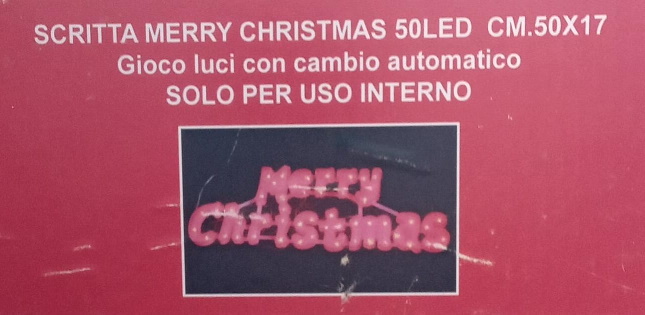 SCRITTA MERRY CHRISTMAS 50LED CM.50X17
Gioco luci con cambio automatico
SOLO PER USO INTERNO
Merry
Christmas